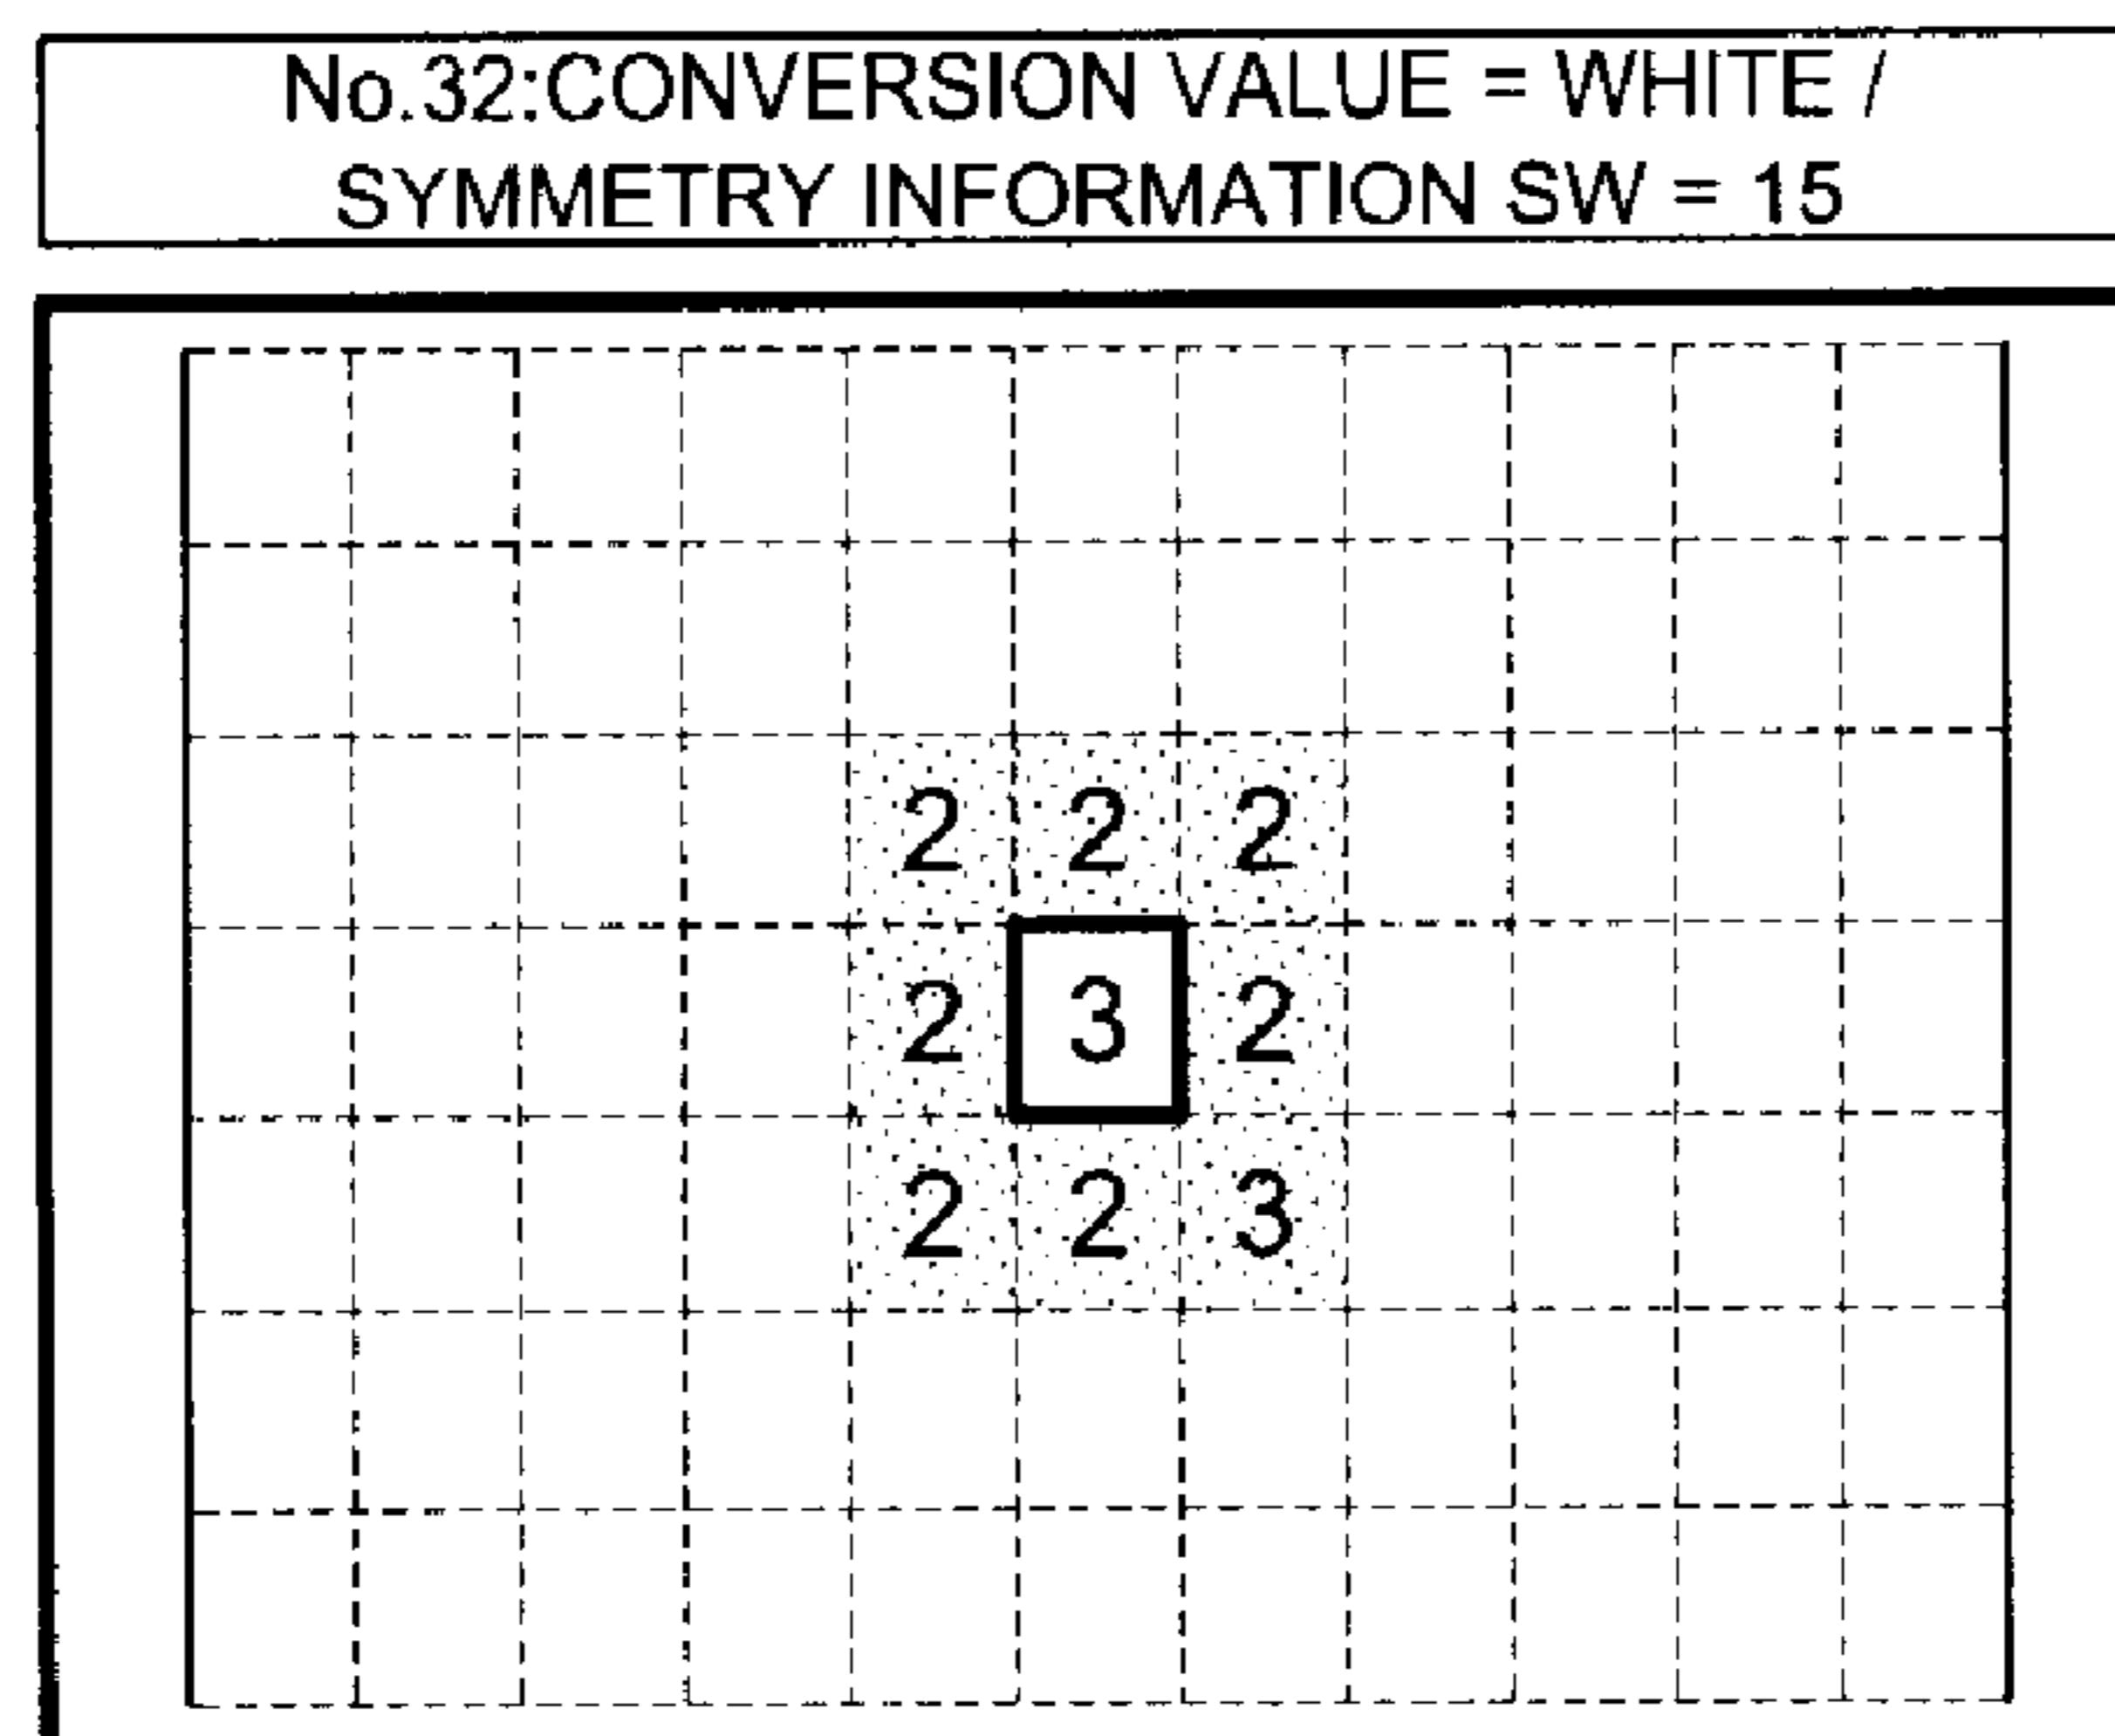 No.32:CONVERSION VALUE = WHITE /
SYMMETRY INFORMATION SW = 15
2 2 2
2 3 2
2 2 3